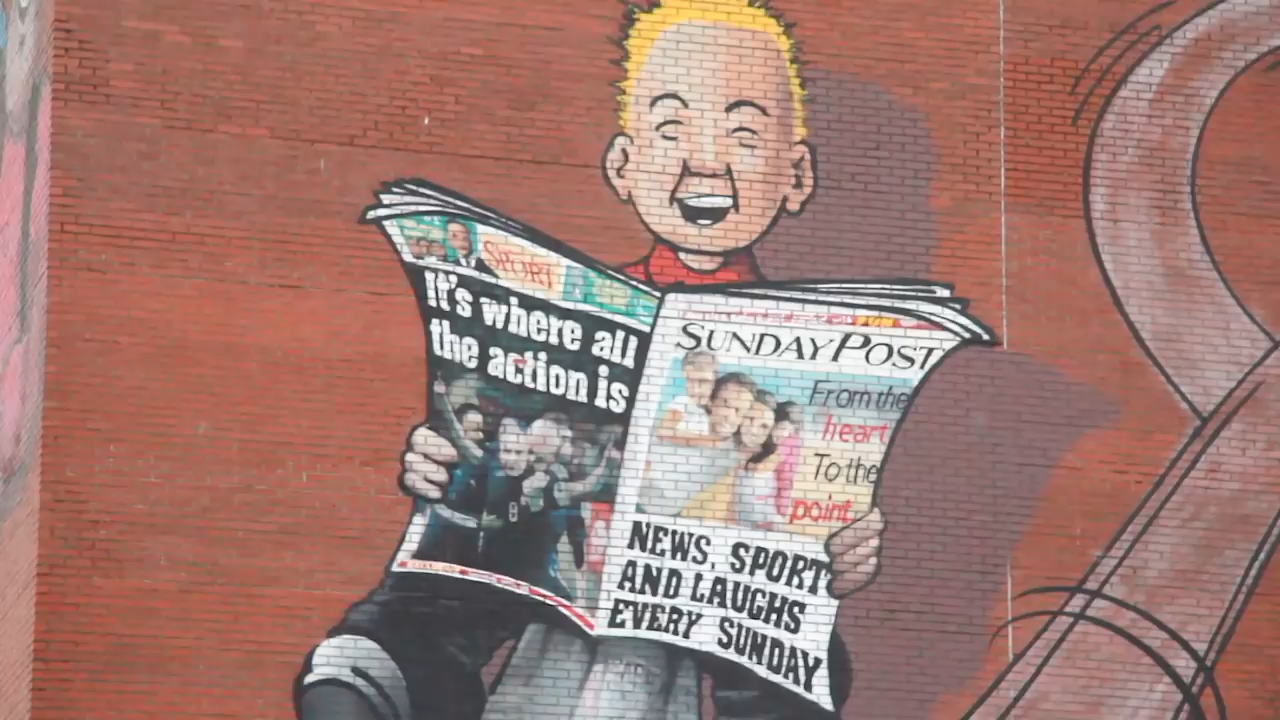 SPORT
It's where all
the action is
SUNDAY POST
From the
heart
To the
point
NEWS, SPORT
AND LAUGHS
EVERY SUNDAY